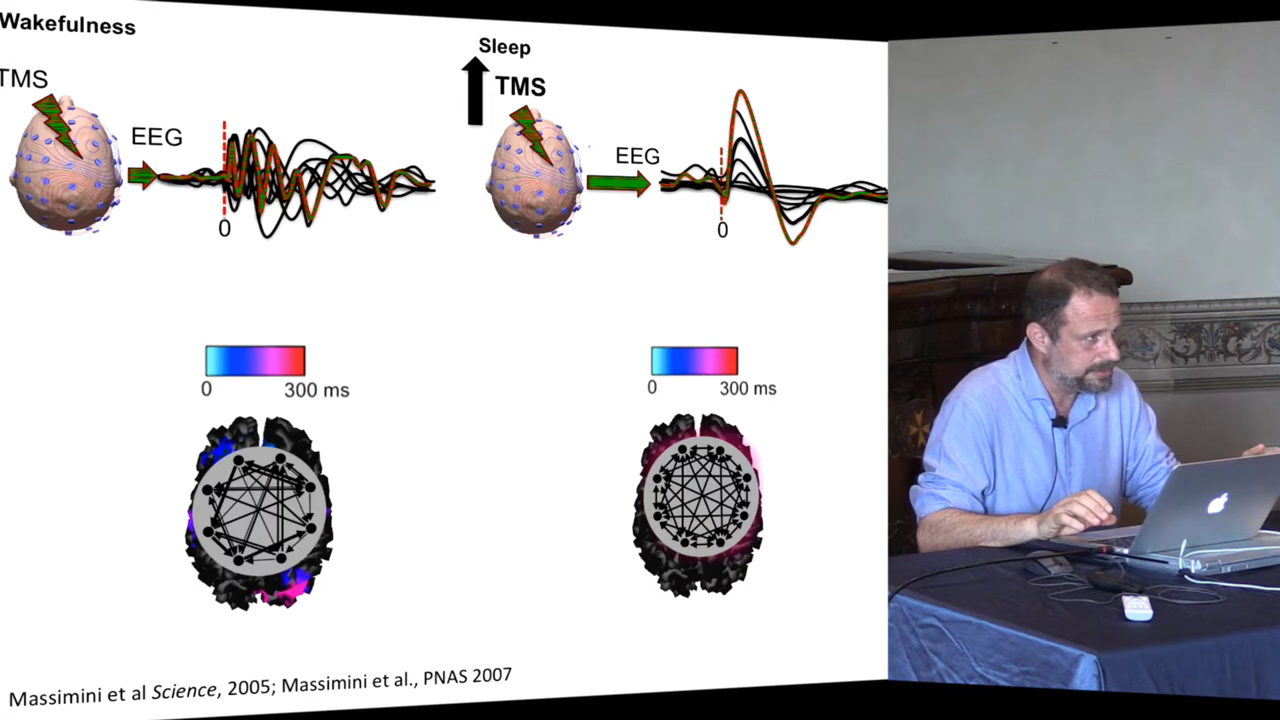 Wakefulness
TMS
EEG
0
Sleep
TMS
EEG
0
0 300 ms
0 300 ms
Massimini et al Science, 2005; Massimini et al., PNAS 2007